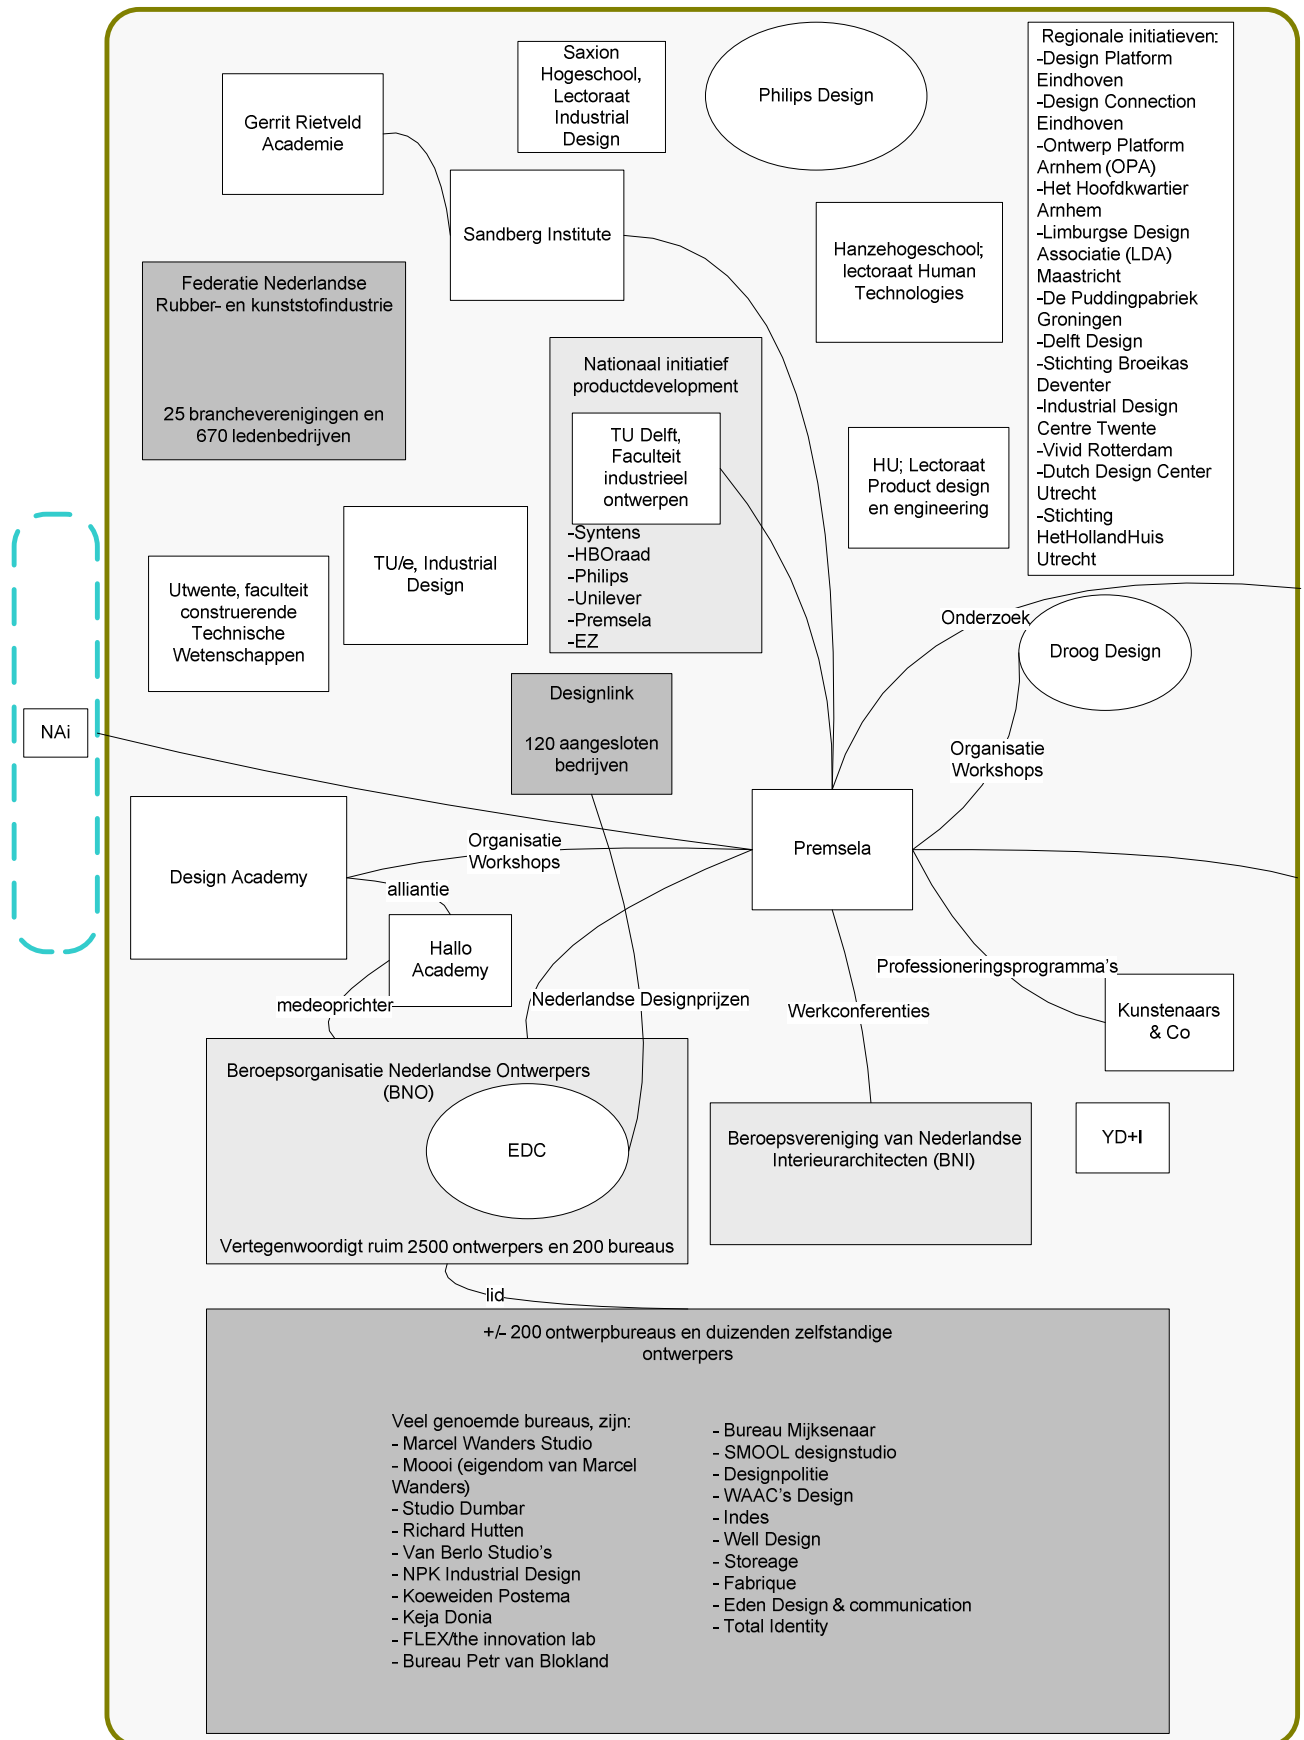 Saxion
Hogeschool,
Lectoraat
Industrial
Design
Philips Design
Regionale initiatieven:
-Design Platform
Eindhoven
-Design Connection
Eindhoven
-Ontwerp Platform
Arnhem (OPA)
-Het Hoofdkwartier
Arnhem
-Limburgse Design
Associatie (LDA)
Maastricht
-De Puddingpabriek
Groningen
-Delft Design
-Stichting Broeikas
Deventer
-Industrial Design
Centre Twente
-Vivid Rotterdam
-Dutch Design Center
Utrecht
-Stichting
HetHollandHuis
Utrecht
Gerrit Rietveld
Academie
Sandberg Institute
Hanzehogeschool;
lectoraat Human
Technologies
Federatie Nederlandse
Rubber- en kunststofindustrie
25 brancheverenigingen en
670 ledenbedrijven
Nationaal initiatief
productdevelopment
TU Delft,
Faculteit
industrieel
ontwerpen
-Syntens
-HBOraad
-Philips
-Unilever
-Premsela
-EZ
HU; Lectoraat
Product design
en engineering
TU/e, Industrial
Design
Utwente, faculteit
construerende
Technische
Wetenschappen
Onderzoek
Droog Design
Designlink
120 aangesloten
bedrijven
NAi
Organisatie
Workshops
Premsela
Organisatie
Workshops
Design Academy
alliantie
Hallo
Academy
medeoprichter
Nederlandse Designprijzen
Werkconferenties
Professioneringsprogramma's
Kunstenaars
& Co
Beroepsorganisatie Nederlandse Ontwerpers
(BNO)
EDC
Vertegenwoordigt ruim 2500 ontwerpers en 200 bureaus
Beroepsvereniging van Nederlandse
Interieurarchitecten (BNI)
YD+I
lid
+/- 200 ontwerpbureaus en duizenden zelfstandige
ontwerpers
Veel genoemde bureaus, zijn:
- Marcel Wanders Studio
- Moooi (eigendom van Marcel
Wanders)
- Studio Dumbar
- Richard Hutten
- Van Berlo Studio's
- NPK Industrial Design
- Koeweiden Postema
- Keja Donia
- FLEX/the innovation lab
- Bureau Petr van Blokland
- Bureau Mijksenaar
- SMOOL designstudio
- Designpolitie
- WAAC's Design
- Indes
- Well Design
- Storeage
- Fabrique
- Eden Design & communication
- Total Identity